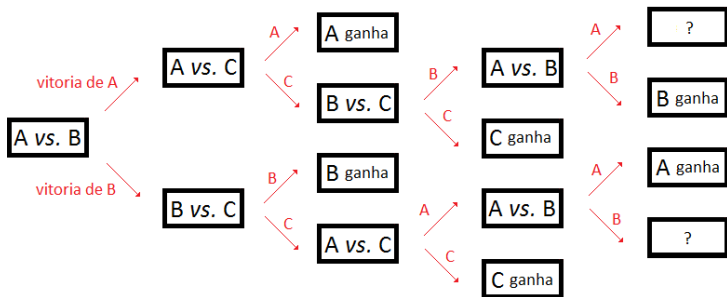 A vs. B
vitoria de A
vitoria de B
A vs. C
B vs. C
A
C
B
C
A ganha
B vs. C
B ganha
A vs. C
B
C
A
C
A vs. B
C ganha
A vs. B
C ganha
A
B
A
B
?
B ganha
A ganha
?